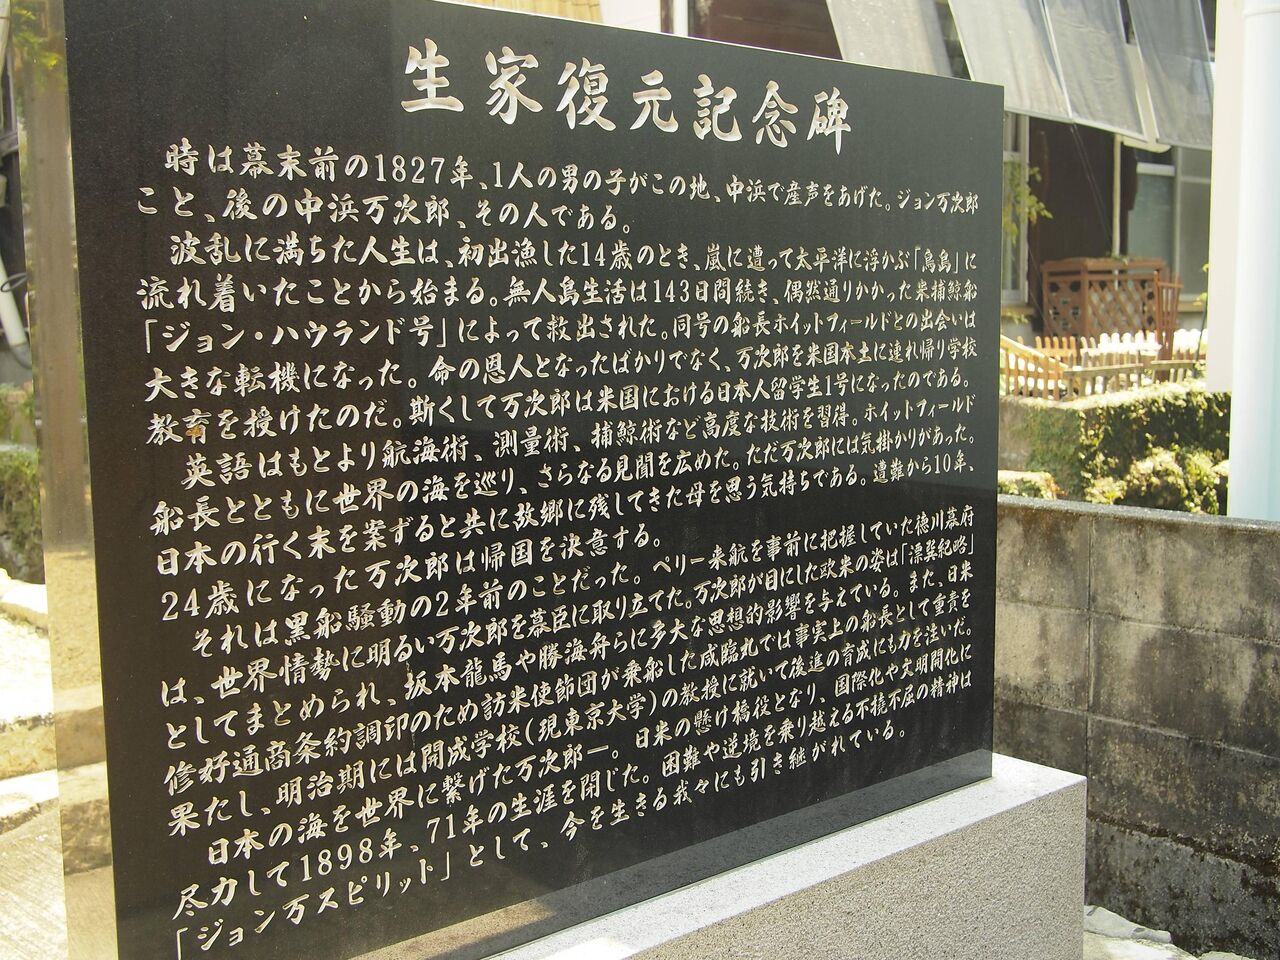 生家復元記念碑
時は幕末前の1827年、1人の男の子がこの地、中浜で産声をあげた。ジョン万次郎
こと、後の中浜万次郎、その人である。
波乱に満ちた人生は、初出漁した14歳のとき、嵐に遭って太平洋に浮かぶ「鳥島」に
流れ着いたことから始まる。無人島生活は143日間続き、偶然通りかかった米捕鯨船
「ジョン・ハウランド号」によって救出された。同号の船長ホイットフィールドとの出会いは
大きな転機になった。命の恩人となったばかりでなく、万次郎を米国本土に連れ帰り学校
教育を授けたのだ。斯くして万次郎は米国における日本人留学生1号になったのである。
英語はもとより航海術、測量術、捕鯨術など高度な技術を習得。ホイットフィールド
船長とともに世界の海を巡り、さらなる見聞を広めた。ただ万次郎には気掛かりがあった。
日本の行く末を案ずると共に故郷に残してきた母を思う気持ちである。遭難から10年、
24歳になった万次郎は帰国を決意する。
それは黒船騒動の2年前のことだった。ペリー来航を事前に把握していた徳川幕府
は、世界情勢に明るい万次郎を幕臣に取り立てた。万次郎が目にした欧米の姿は「漂巽紀略」
としてまとめられ、坂本龍馬や勝海舟らに多大な思想的影響を与えている。また、日米
修好通商条約調印のため訪米使節団が乗船した咸臨丸では事実上の船長として重責を
果たし、明治期には開成学校(現東京大学)の教授に就いて後進の育成にも力を注いだ。
日本の海を世界に繋げた万次郎―。日米の懸け橋役となり、国際化や文明開化に
尽力して1898年、71年の生涯を閉じた。困難や逆境を乗り越える不撓不屈の精神は
「ジョン万スピリット」として、今を生きる我々にも引き継がれている。